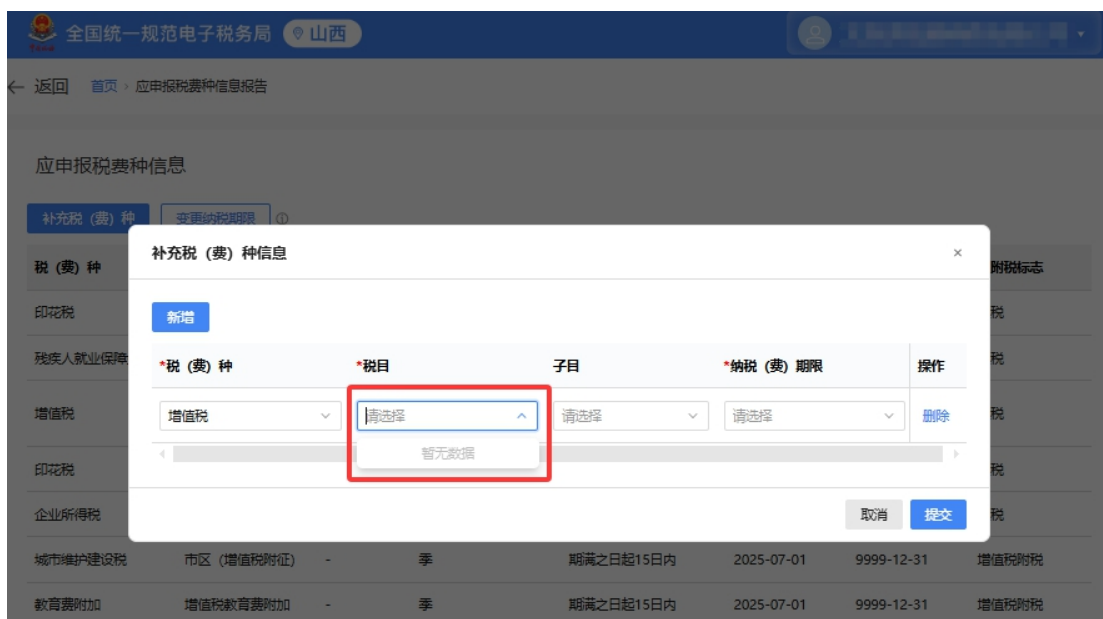 全国统一规范电子税务局 山西
← 返回 首页 › 应申报税费种信息报告
应申报税费种信息
补充税（费）种 变更纳税期限
补充税（费）种信息 ×
税（费）种 附税标志
新增
印花税 税
残疾人就业保障 税
*税（费）种 *税目 子目 *纳税（费）期限 操作
增值税 税
增值税 请选择 请选择 请选择 删除
暂无数据
印花税 税
取消 提交
企业所得税 税
城市维护建设税 市区（增值税附征） - 季 期满之日起15日内 2025-07-01 9999-12-31 增值税附税
教育费附加 增值税教育费附加 - 季 期满之日起15日内 2025-07-01 9999-12-31 增值税附税